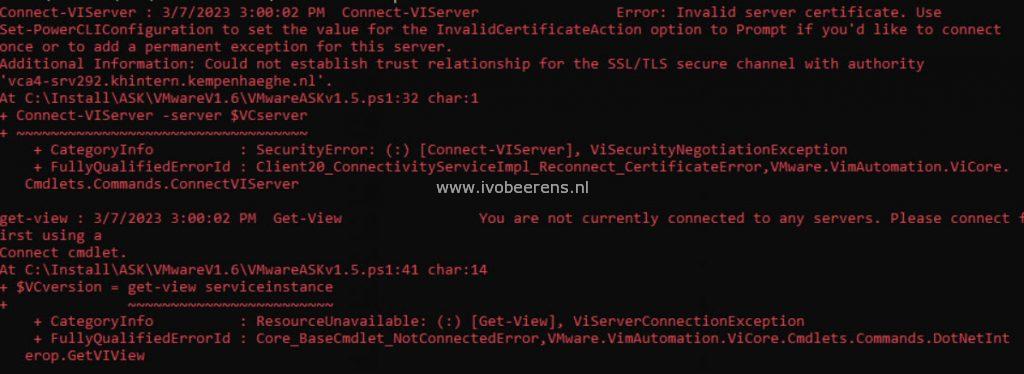 Connect-VIServer : 3/7/2023 3:00:02 PM  Connect-VIServer                 Error: Invalid server certificate. Use
Set-PowerCLIConfiguration to set the value for the InvalidCertificateAction option to Prompt if you'd like to connect
once or to add a permanent exception for this server.
Additional Information: Could not establish trust relationship for the SSL/TLS secure channel with authority
'vca4-srv292.khintern.kempenhaeghe.nl'.
At C:\Install\ASK\VMwareV1.6\VMwareASKv1.5.ps1:32 char:1
+ Connect-VIServer -server $VCserver
+ ~~~~~~~~~~~~~~~~~~~~~~~~~~~~~~~~~~
    + CategoryInfo          : SecurityError: (:) [Connect-VIServer], ViSecurityNegotiationException
    + FullyQualifiedErrorId : Client20_ConnectivityServiceImpl_Reconnect_CertificateError,VMware.VimAutomation.ViCore.
   Cmdlets.Commands.ConnectVIServer
www.ivobeerens.nl
get-view : 3/7/2023 3:00:02 PM  Get-View                 You are not currently connected to any servers. Please connect f
irst using a
Connect cmdlet.
At C:\Install\ASK\VMwareV1.6\VMwareASKv1.5.ps1:41 char:14
+ $VCversion = get-view serviceinstance
+              ~~~~~~~~~~~~~~~~~~~~~~~~
    + CategoryInfo          : ResourceUnavailable: (:) [Get-View], ViServerConnectionException
    + FullyQualifiedErrorId : Core_BaseCmdlet_NotConnectedError,VMware.VimAutomation.ViCore.Cmdlets.Commands.DotNetInt
   erop.GetVIView